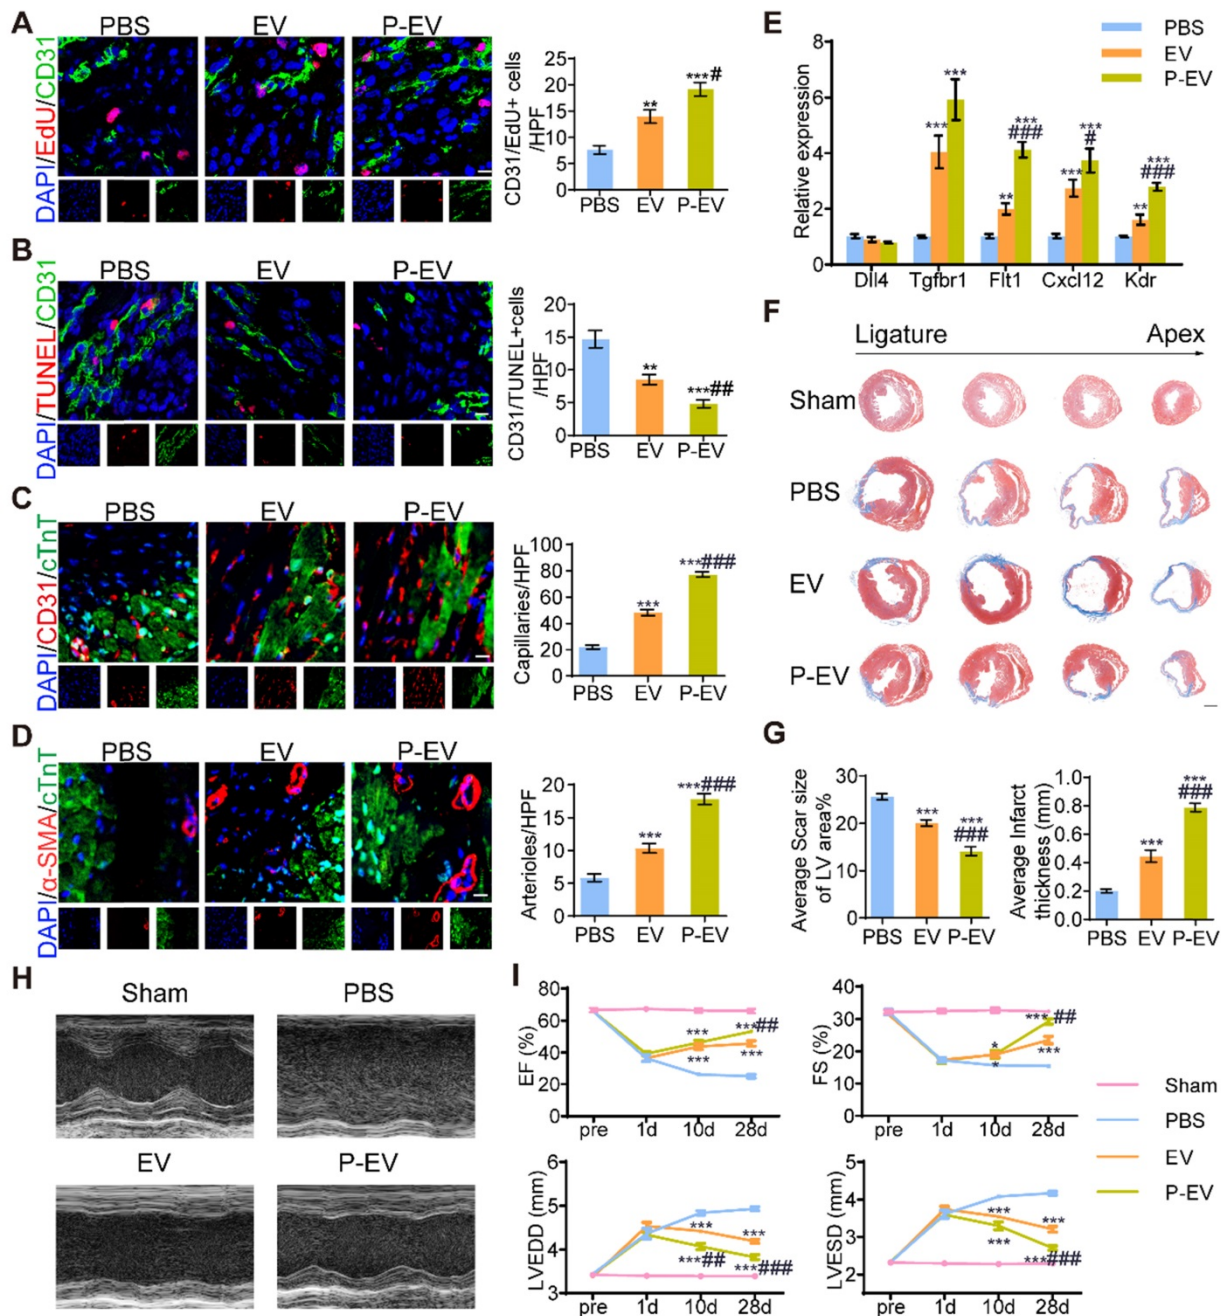 A
PBS
EV
P-EV
DAPI/EdU/CD31
CD31/EdU+ cells
/HPF
25
20
15
10
5
0
**
***#
PBS
EV
P-EV
B
PBS
EV
P-EV
DAPI/TUNEL/CD31
CD31/TUNEL+cells
/HPF
20
15
10
5
0
**
***##
PBS
EV
P-EV
C
PBS
EV
P-EV
DAPI/CD31/cTnT
Capillaries/HPF
100
80
60
40
20
0
***
***###
PBS
EV
P-EV
D
PBS
EV
P-EV
DAPI/α-SMA/cTnT
Arterioles/HPF
20
15
10
5
0
***
***###
PBS
EV
P-EV
E
PBS
EV
P-EV
Relative expression
8
6
4
2
0
***
***
**
***
###
***
***
#
**
***
###
Dll4
Tgfbr1
Flt1
Cxcl12
Kdr
F
Ligature
Apex
Sham
PBS
EV
P-EV
G
Average Scar size
of LV area%
30
20
10
0
***
***
###
PBS
EV
P-EV
Average Infarct
thickness (mm)
1.0
0.8
0.6
0.4
0.2
0.0
***
***
###
PBS
EV
P-EV
H
Sham
PBS
EV
P-EV
I
EF (%)
80
60
40
20
0
***
***
***##
***
pre
1d
10d
28d
FS (%)
40
30
20
10
0
*
*
***
##
***
pre
1d
10d
28d
LVEDD (mm)
6
5
4
3
***
***
***##
***###
pre
1d
10d
28d
LVESD (mm)
5
4
3
2
***
***
***
***###
pre
1d
10d
28d
Sham
PBS
EV
P-EV